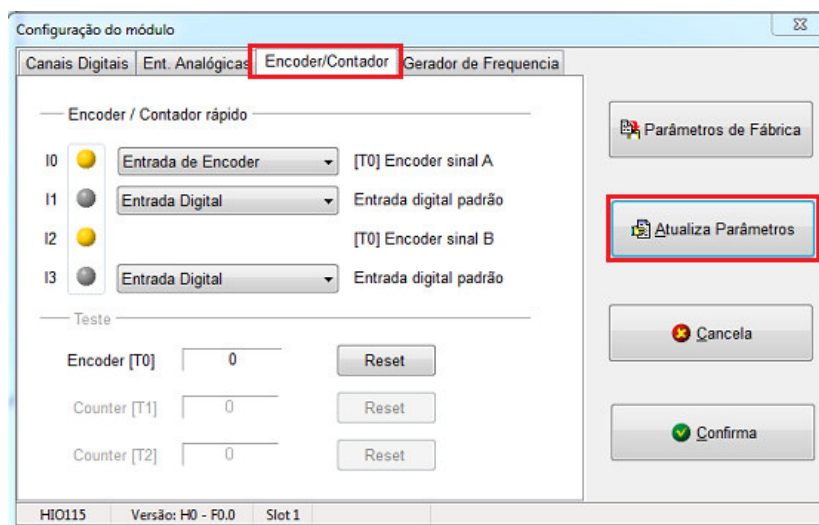 Configuração do módulo
Canais Digitais Ent. Analógicas Encoder/Contador Gerador de Frequencia
Encoder / Contador rápido
I0 Entrada de Encoder [T0] Encoder sinal A
I1 Entrada Digital Entrada digital padrão
I2 [T0] Encoder sinal B
I3 Entrada Digital Entrada digital padrão
Teste
Encoder [T0] 0 Reset
Counter [T1] 0 Reset
Counter [T2] 0 Reset
Parâmetros de Fábrica
Atualiza Parâmetros
Cancela
Confirma
HIO115 Versão: H0 - F0.0 Slot 1